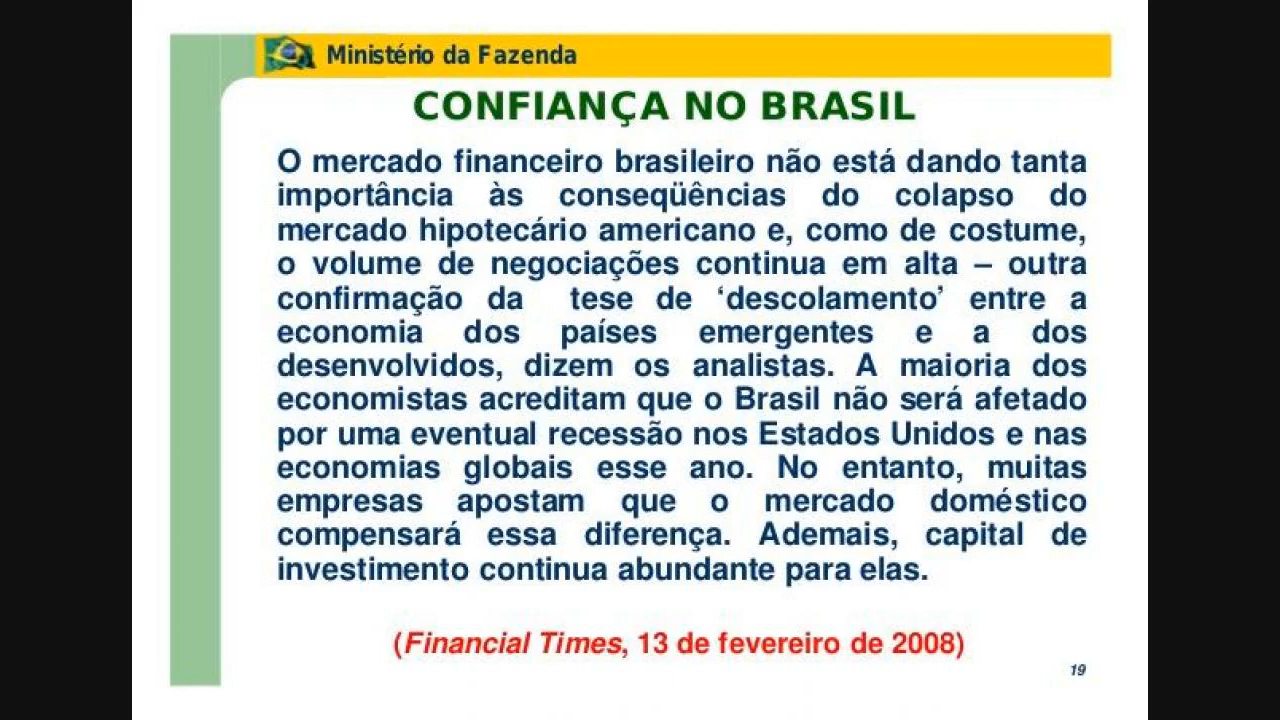 Ministério da Fazenda
CONFIANÇA NO BRASIL
O mercado financeiro brasileiro não está dando tanta
importância às conseqüências do colapso do
mercado hipotecário americano e, como de costume,
o volume de negociações continua em alta – outra
confirmação da tese de ‘descolamento’ entre a
economia dos países emergentes e a dos
desenvolvidos, dizem os analistas. A maioria dos
economistas acreditam que o Brasil não será afetado
por uma eventual recessão nos Estados Unidos e nas
economias globais esse ano. No entanto, muitas
empresas apostam que o mercado doméstico
compensará essa diferença. Ademais, capital de
investimento continua abundante para elas.
(Financial Times, 13 de fevereiro de 2008)
19